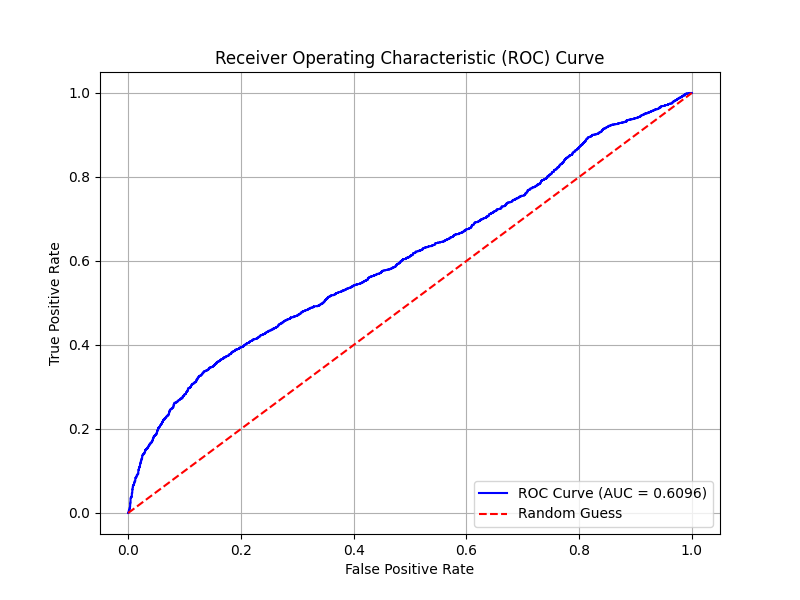 Receiver Operating Characteristic (ROC) Curve
True Positive Rate
1.0
0.8
0.6
0.4
0.2
0.0
ROC Curve (AUC = 0.6096)
Random Guess
0.0 0.2 0.4 0.6 0.8 1.0
False Positive Rate